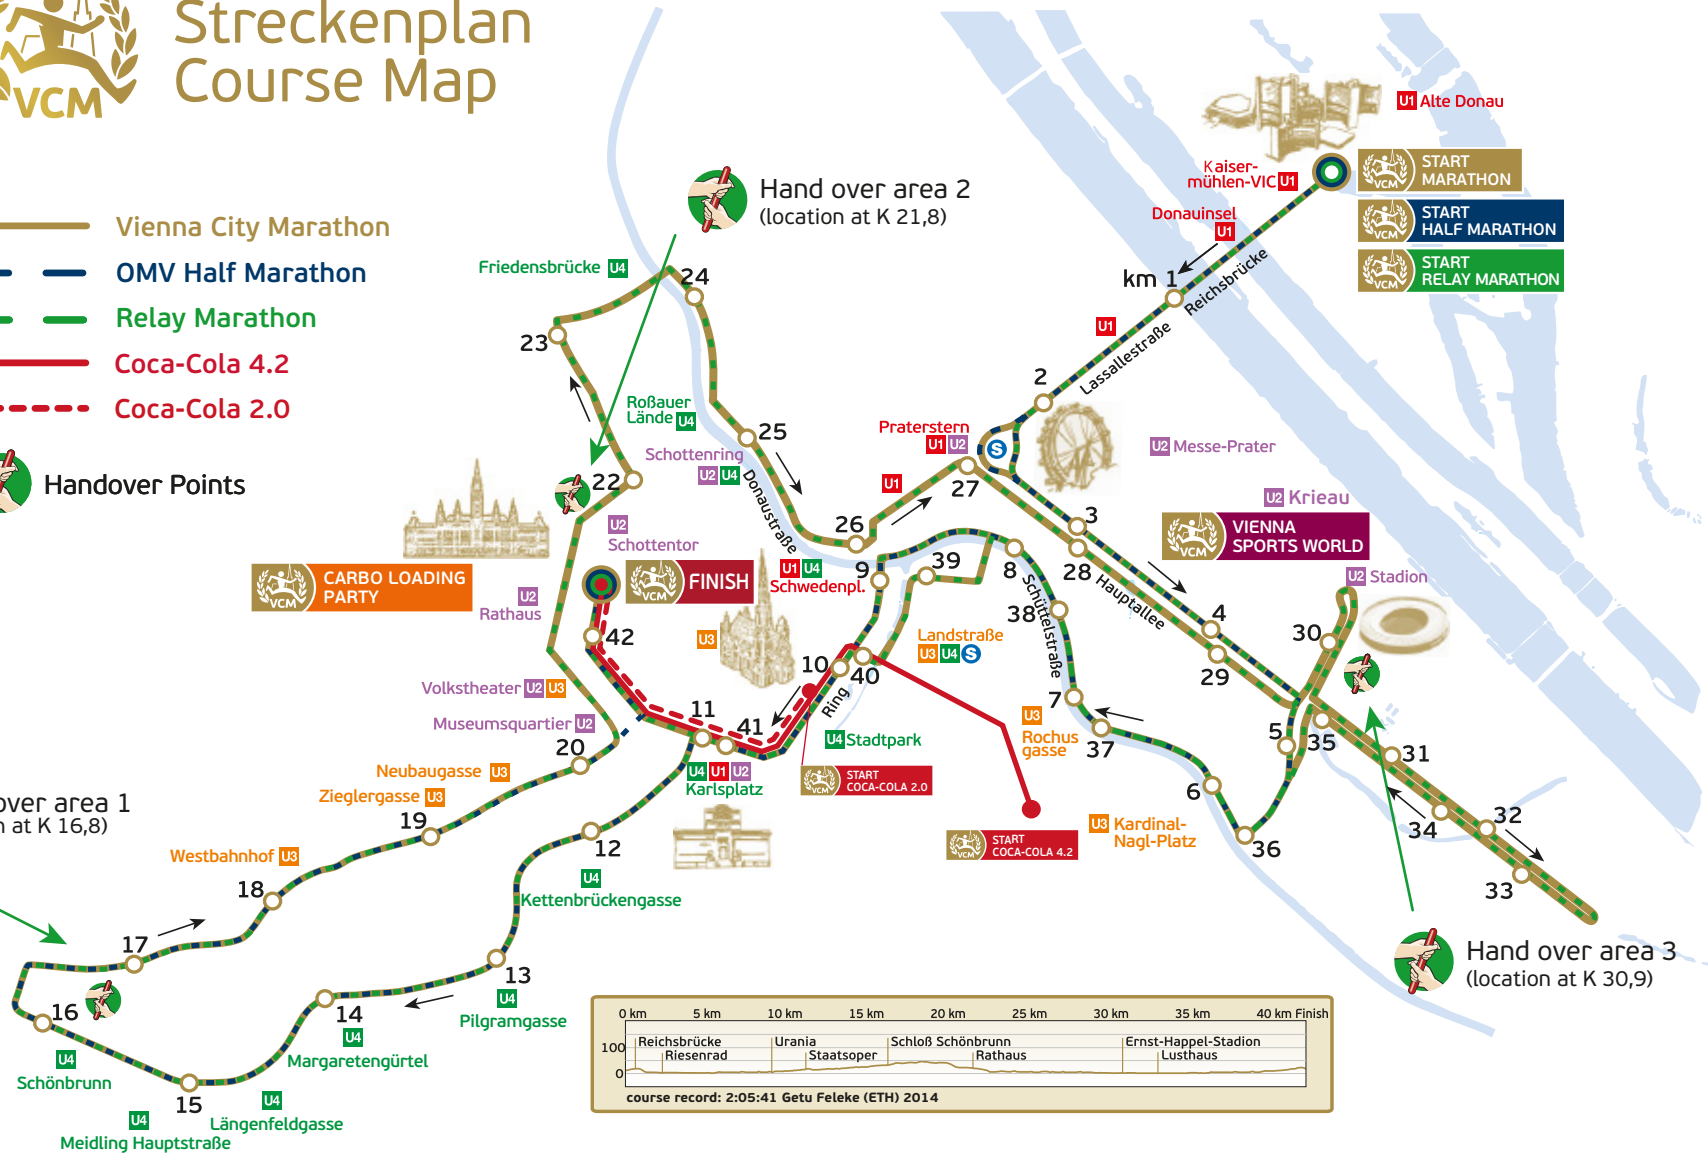 VCM
Streckenplan
Course Map
Vienna City Marathon
OMV Half Marathon
Relay Marathon
Coca-Cola 4.2
Coca-Cola 2.0
Handover Points
Hand over area 2
(location at K 21,8)
U1 Alte Donau
Kaiser-
mühlen-VIC U1
VCM START
MARATHON
VCM START
HALF MARATHON
VCM START
RELAY MARATHON
Donauinsel
U1
km 1
Reichsbrücke
U1
Lassallestraße
2
Friedensbrücke U4
24
23
Roßauer
Lände U4
25
Schottenring
U2 U4
Donaustraße
22
U2
Schottentor
26
U1
Praterstern
U1 U2
S
27
U2 Messe-Prater
U2 Krieau
VCM VIENNA
SPORTS WORLD
U2 Stadion
3
28
Hauptallee
4
29
30
VCM CARBO LOADING
PARTY
VCM FINISH
U1 U4
Schwedenpl.
9
39
8
38
Schüttelstraße
U2
Rathaus
42
U3
Landstraße
U3 U4 S
10
40
Ring
7
37
U3
Rochus
gasse
5
35
31
Volkstheater U2 U3
Museumsquartier U2
11
41
U4 Stadtpark
20
U4 U1 U2
Karlsplatz
VCM START
COCA-COLA 2.0
6
36
34
32
33
Neubaugasse U3
Zieglergasse U3
19
over area 1
n at K 16,8)
VCM START
COCA-COLA 4.2
U3 Kardinal-
Nagl-Platz
Westbahnhof U3
18
12
U4
Kettenbrückengasse
17
13
U4
Pilgramgasse
Hand over area 3
(location at K 30,9)
16
14
U4
Margaretengürtel
U4
Schönbrunn
15
U4
Längenfeldgasse
U4
Meidling Hauptstraße
0 km 5 km 10 km 15 km 20 km 25 km 30 km 35 km 40 km Finish
Reichsbrücke Urania Schloß Schönbrunn Ernst-Happel-Stadion
100
Riesenrad Staatsoper Rathaus Lusthaus
0
course record: 2:05:41 Getu Feleke (ETH) 2014